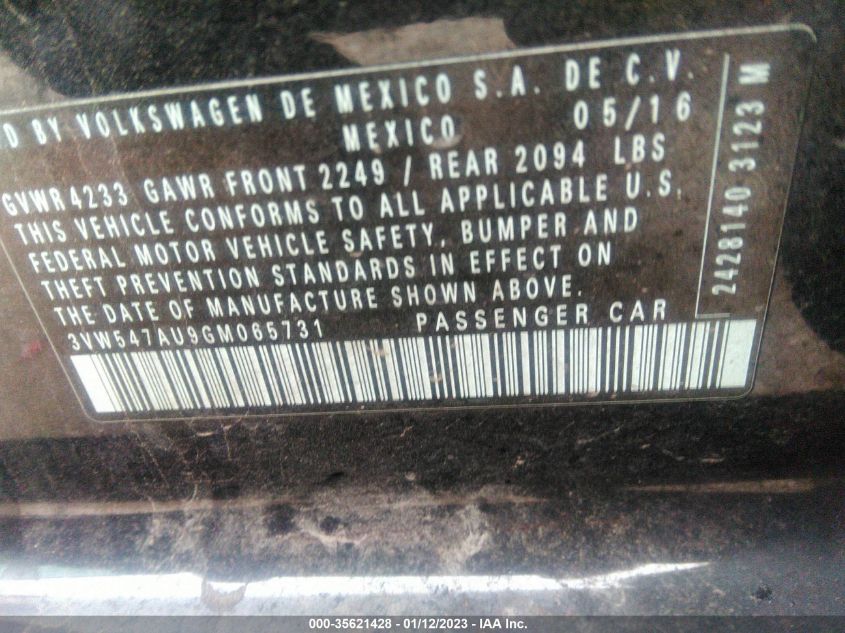 D BY VOLKSWAGEN DE MEXICO S.A. DE C.V.
MEXICO 05/16
GVWR 4233 GAWR FRONT 2249 / REAR 2094 LBS
THIS VEHICLE CONFORMS TO ALL APPLICABLE U.S.
FEDERAL MOTOR VEHICLE SAFETY, BUMPER AND
THEFT PREVENTION STANDARDS IN EFFECT ON
THE DATE OF MANUFACTURE SHOWN ABOVE.
3VW547AU9GM065731 PASSENGER CAR
2428140 3123 M
000-35621428 - 01/12/2023 - IAA Inc.